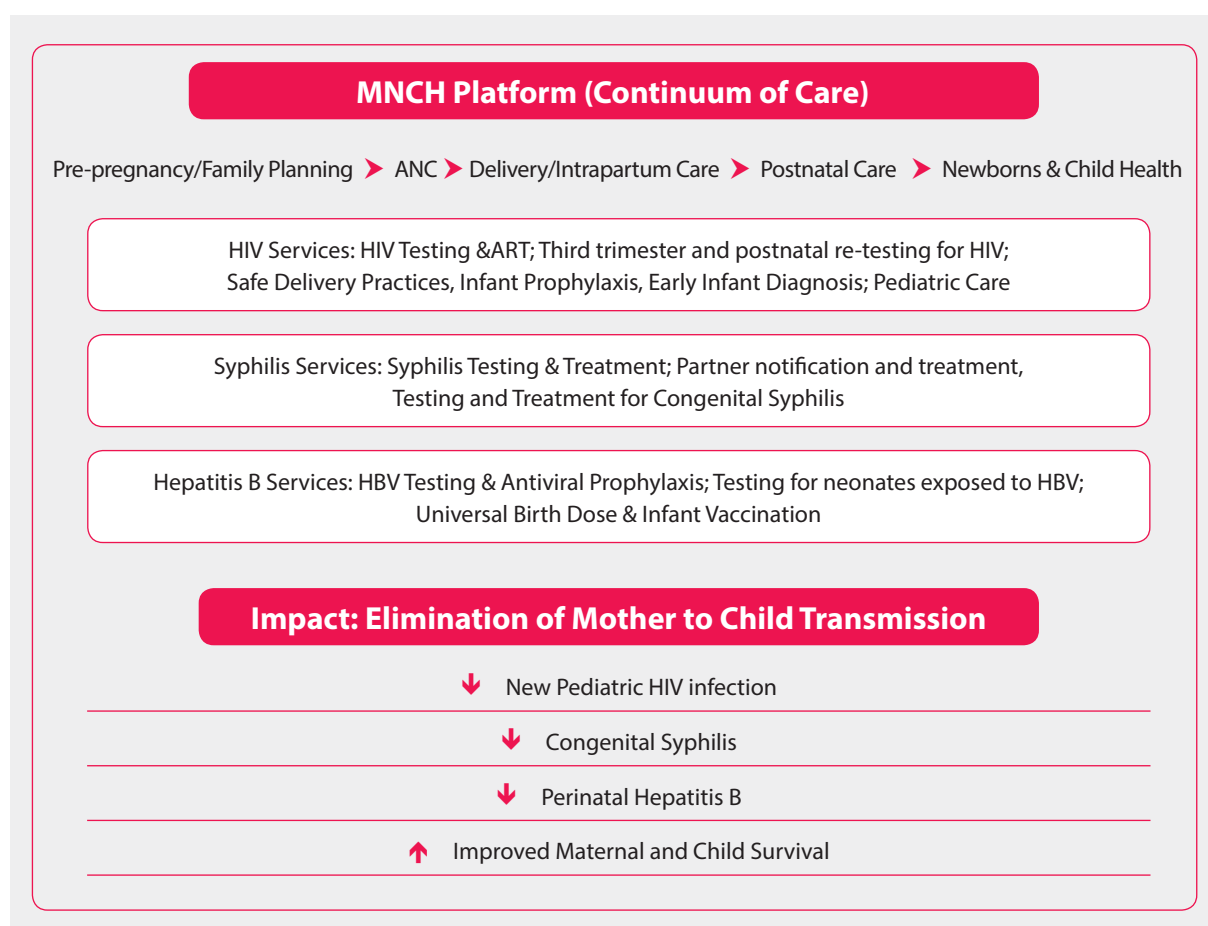 MNCH Platform (Continuum of Care)
Pre-pregnancy/Family Planning ➤ ANC ➤ Delivery/Intrapartum Care ➤ Postnatal Care ➤ Newborns & Child Health
HIV Services: HIV Testing &ART; Third trimester and postnatal re-testing for HIV;
Safe Delivery Practices, Infant Prophylaxis, Early Infant Diagnosis; Pediatric Care
Syphilis Services: Syphilis Testing & Treatment; Partner notification and treatment,
Testing and Treatment for Congenital Syphilis
Hepatitis B Services: HBV Testing & Antiviral Prophylaxis; Testing for neonates exposed to HBV;
Universal Birth Dose & Infant Vaccination
Impact: Elimination of Mother to Child Transmission
↓ New Pediatric HIV infection
↓ Congenital Syphilis
↓ Perinatal Hepatitis B
↑ Improved Maternal and Child Survival